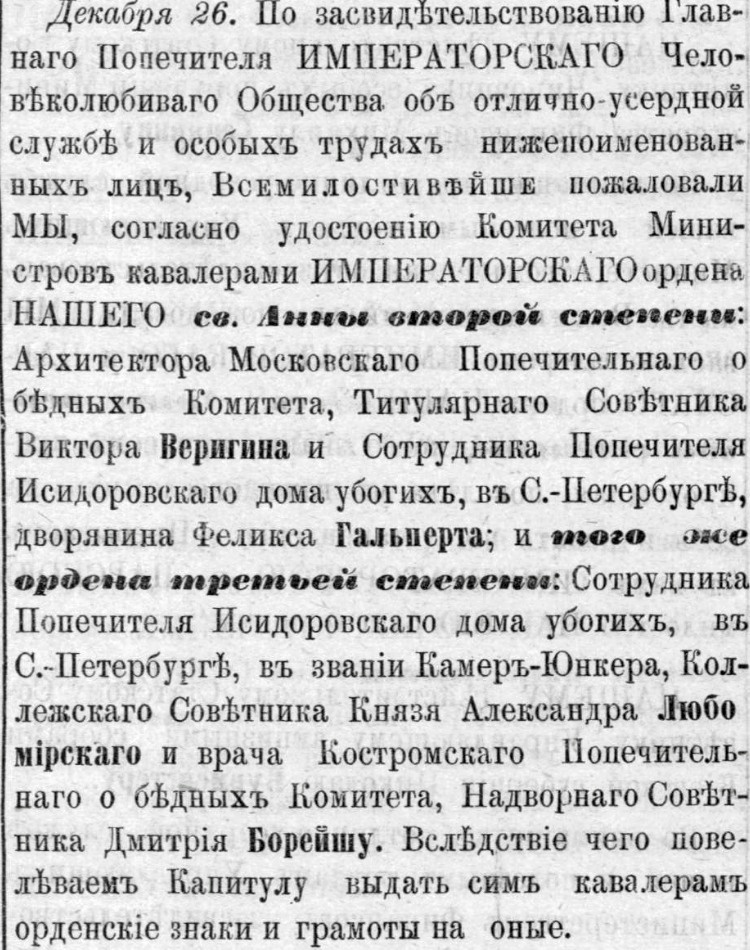 Декабря 26. По засвидѣтельствованію Глав-
наго Попечителя ИМПЕРАТОРСКАГО Чело-
вѣколюбиваго Общества объ отлично-усердной
службѣ и особыхъ трудахъ нижепоименован-
ныхъ лицъ, Всемилостивѣйше пожаловали
МЫ, согласно удостоенію Комитета Мини-
стровъ кавалерами ИМПЕРАТОРСКАГО ордена
НАШЕГО св. Анны второй степени:
Архитектора Московскаго Попечительнаго о
бѣдныхъ Комитета, Титулярнаго Совѣтника
Виктора Веригина и Сотрудника Попечителя
Исидоровскаго дома убогихъ, въ С.-Петербургѣ,
дворянина Феликса Гальперта; и того же
ордена третьей степени: Сотрудника
Попечителя Исидоровскаго дома убогихъ, въ
С.-Петербургѣ, въ званіи Камеръ-Юнкера, Кол-
лежскаго Совѣтника Князя Александра Любо
мірскаго и врача Костромскаго Попечитель-
наго о бѣдныхъ Комитета, Надворнаго Совѣт-
ника Дмитрія Борейшу. Вслѣдствіе чего пове-
лѣваемъ Капитулу выдать симъ кавалерамъ
орденскіе знаки и грамоты на оные.